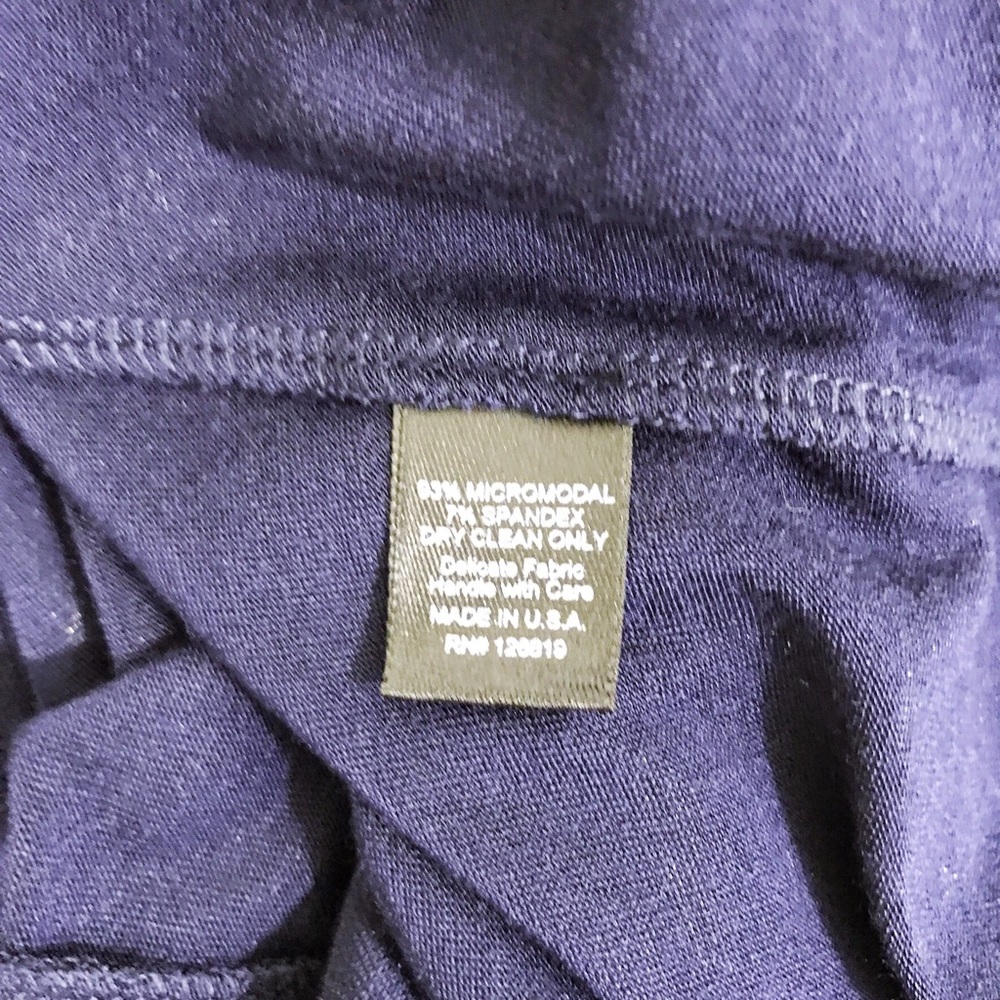 93% MICROMODAL
7% SPANDEX
DRY CLEAN ONLY
Delicate Fabric
Handle with Care
MADE IN U.S.A.
RN#